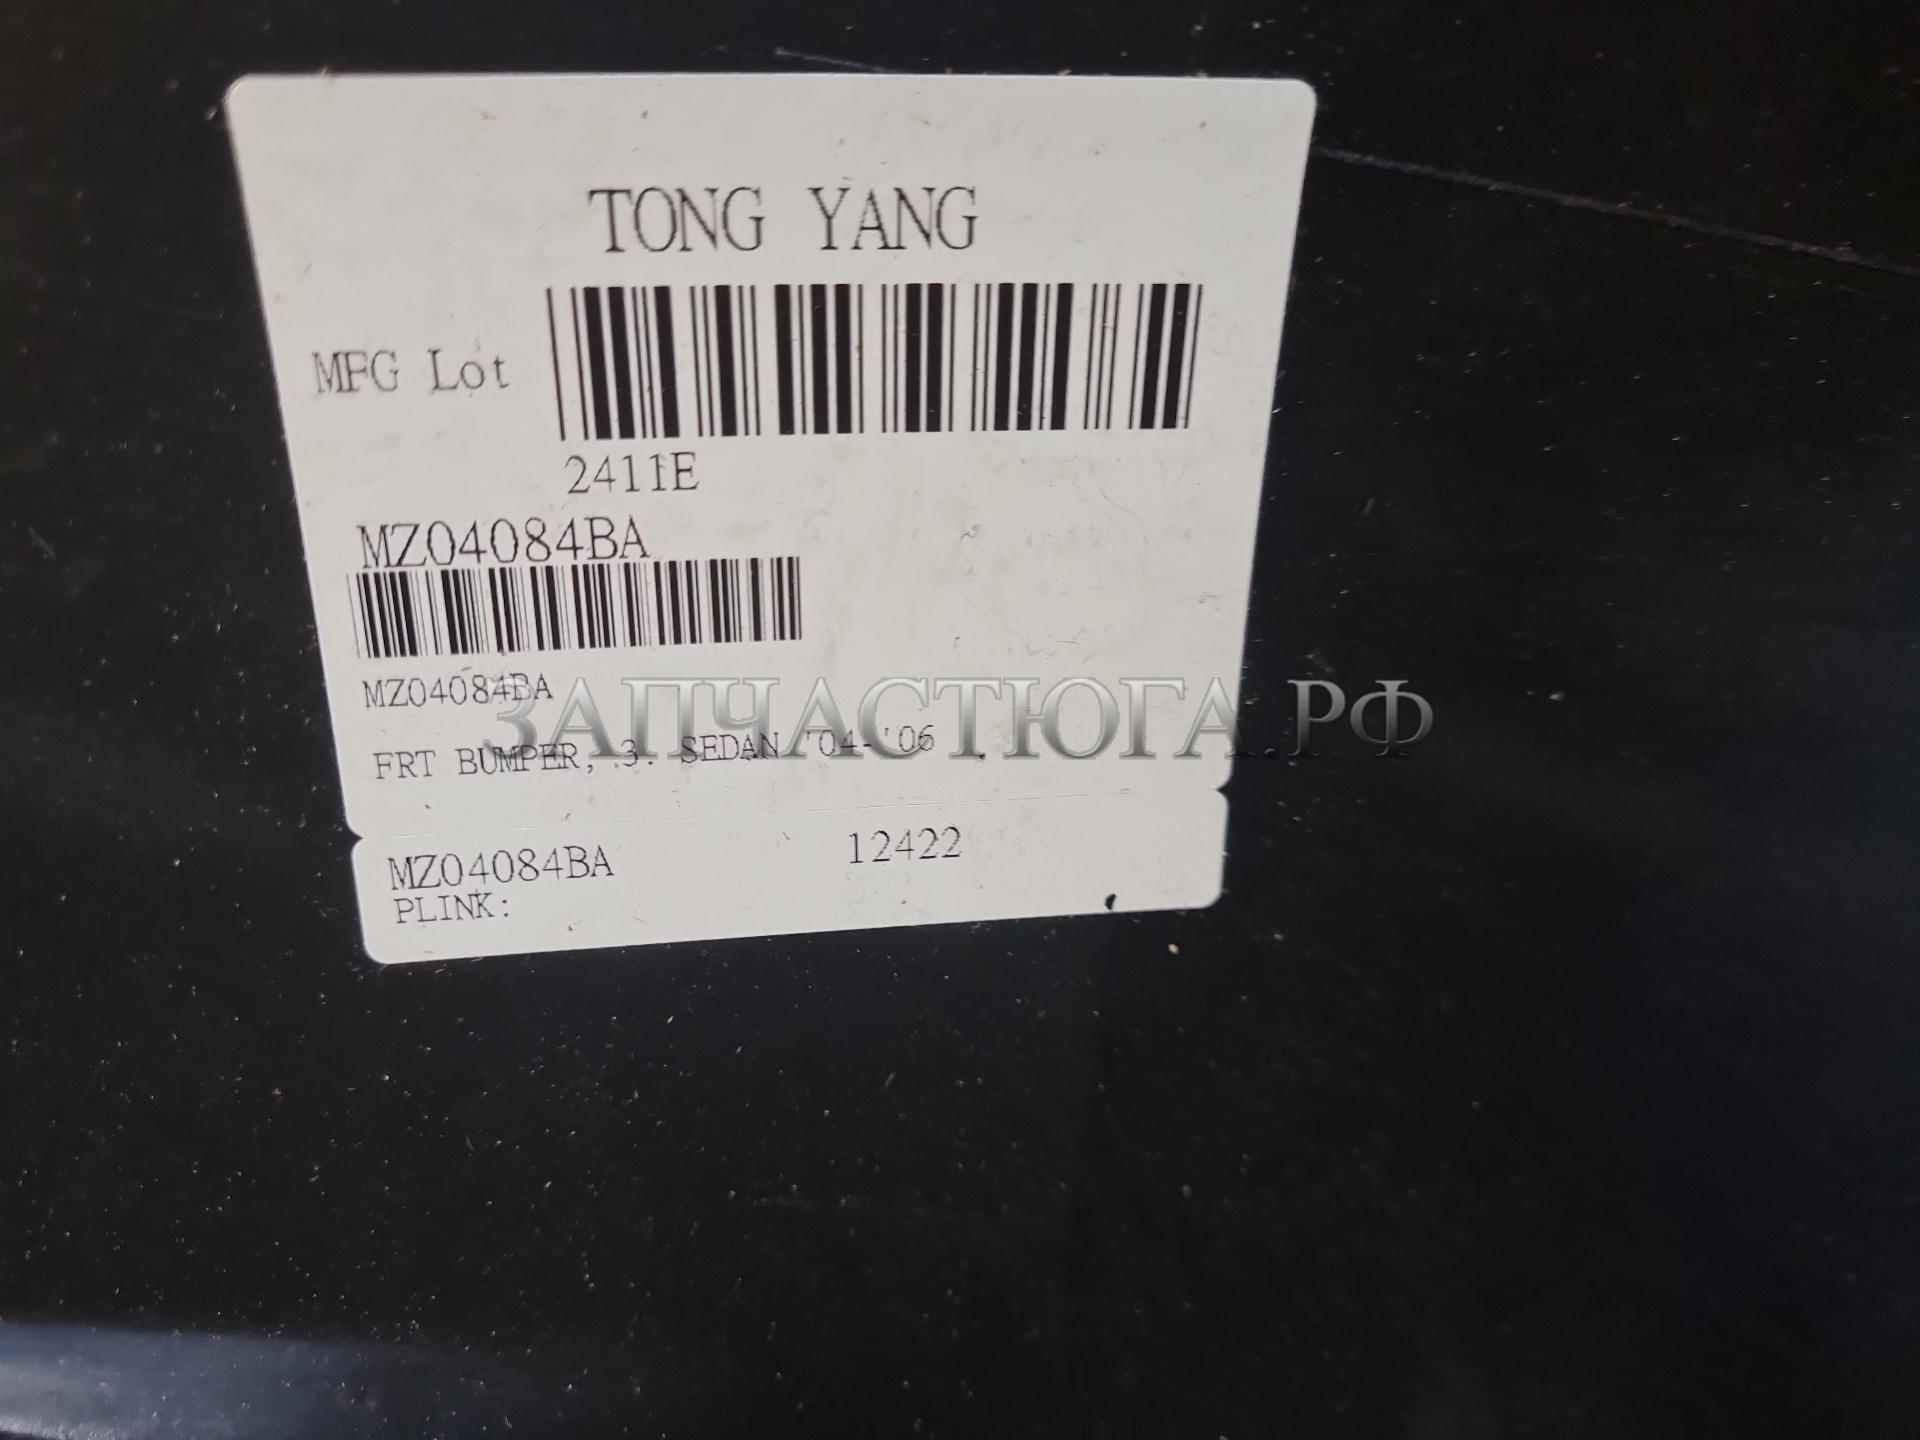 TONG YANG
MFG Lot
2411E
MZ04084BA
MZ04084BA
ЗАПЧАСТЮГА.РФ
FRT BUMPER, 3. SEDAN '04-'06
MZ04084BA 12422
PLINK: